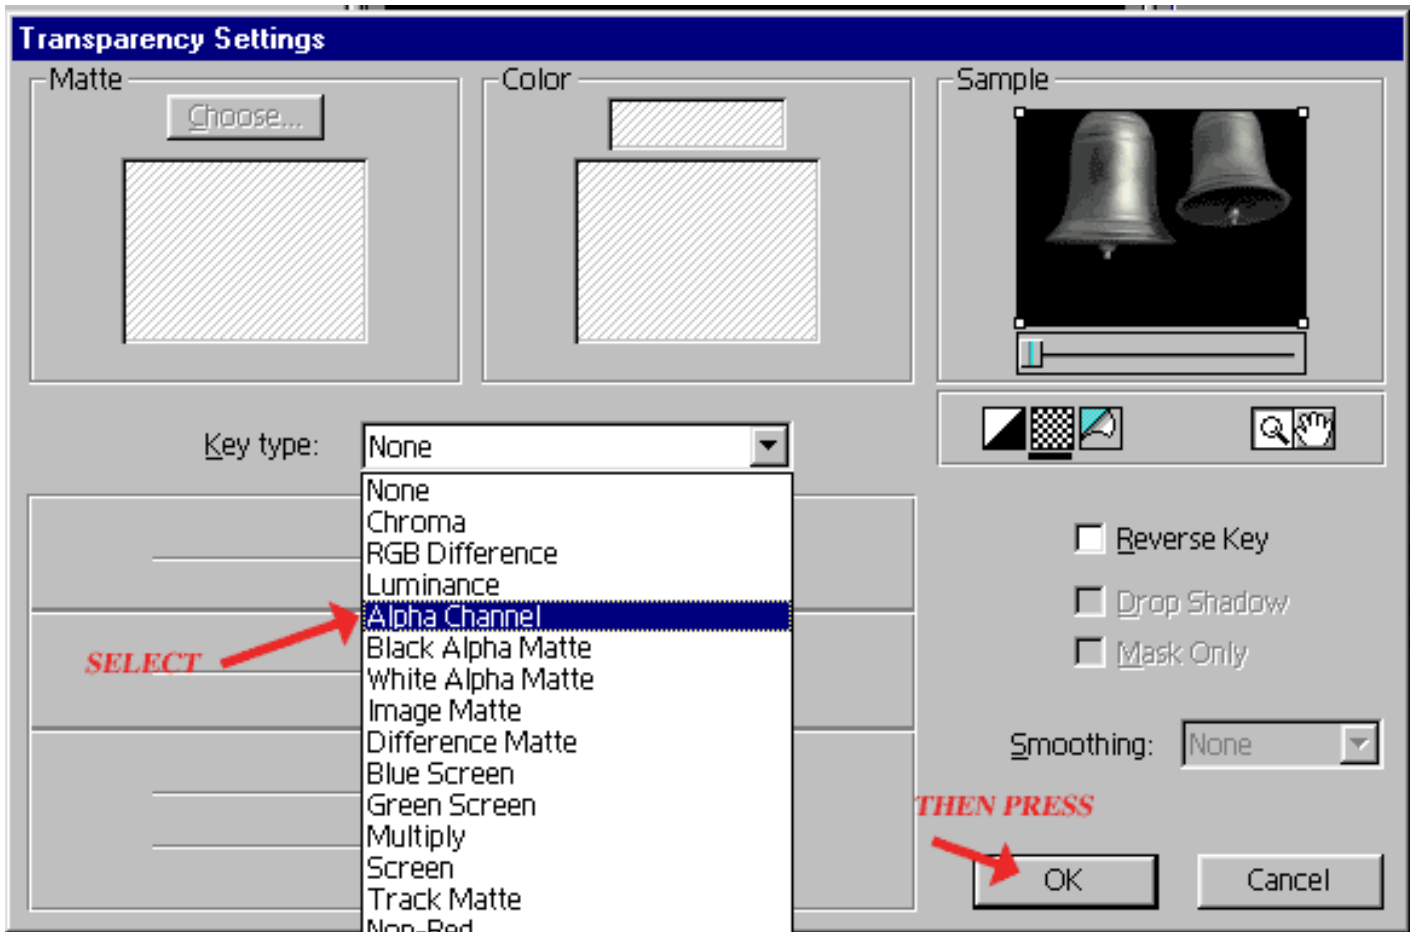 Transparency Settings
Matte
Choose...
Color
Sample
Key type:
None
None
Chroma
RGB Difference
Luminance
Alpha Channel
Black Alpha Matte
White Alpha Matte
Image Matte
Difference Matte
Blue Screen
Green Screen
Multiply
Screen
Track Matte
Non-Red
SELECT
Reverse Key
Drop Shadow
Mask Only
Smoothing:
None
THEN PRESS
OK
Cancel